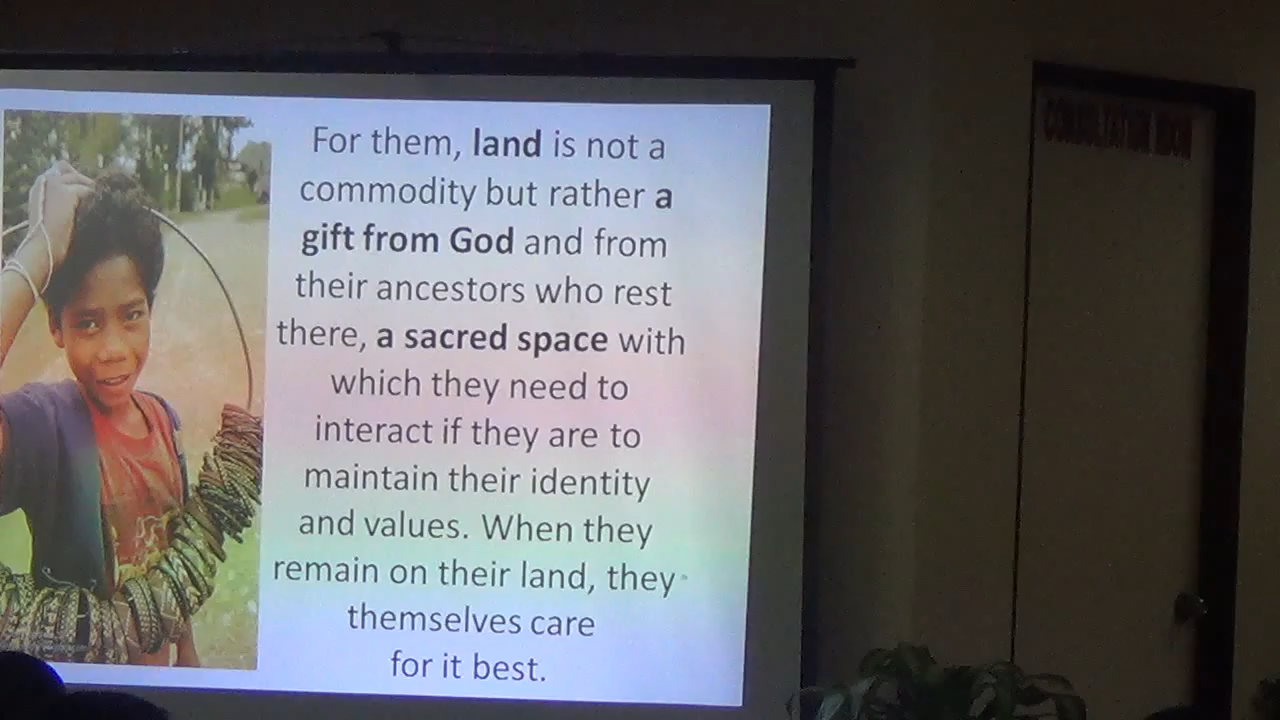 For them, land is not a
commodity but rather a
gift from God and from
their ancestors who rest
there, a sacred space with
which they need to
interact if they are to
maintain their identity
and values. When they
remain on their land, they
themselves care
for it best.
CONSULTATION ROOM